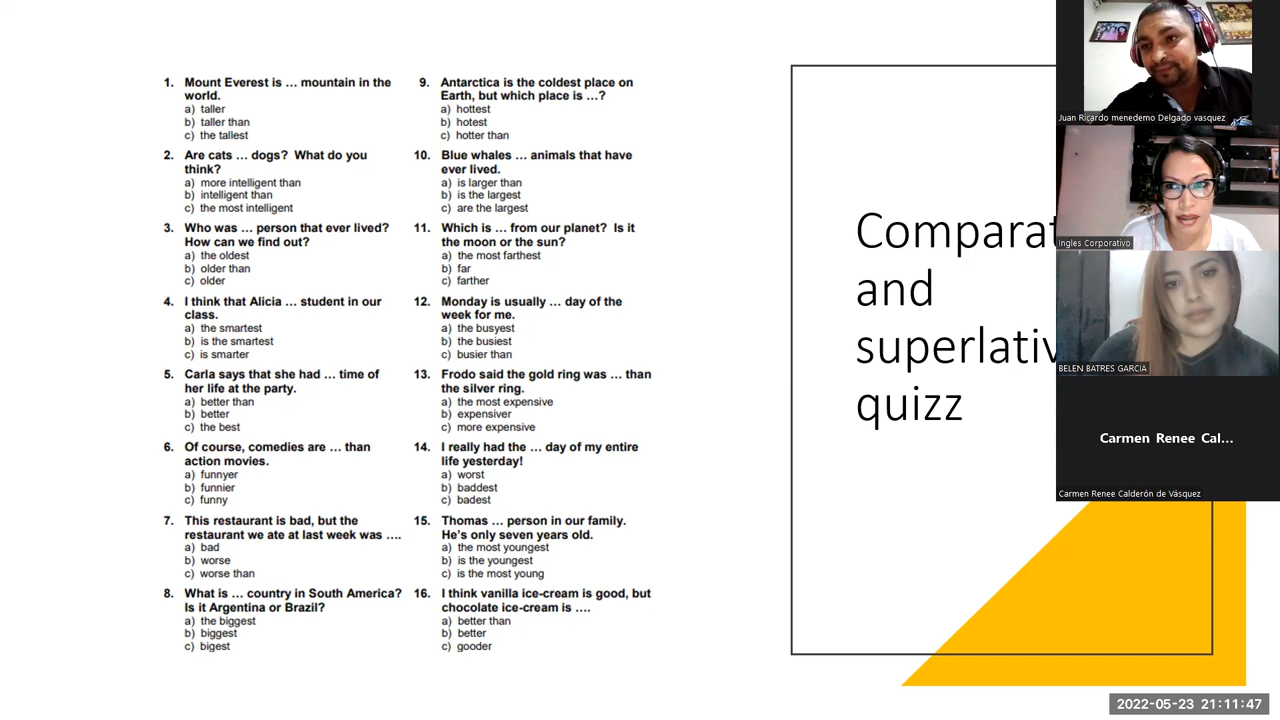 1. Mount Everest is … mountain in the
world.
a) taller
b) taller than
c) the tallest
2. Are cats … dogs? What do you
think?
a) more intelligent than
b) intelligent than
c) the most intelligent
3. Who was … person that ever lived?
How can we find out?
a) the oldest
b) older than
c) older
4. I think that Alicia … student in our
class.
a) the smartest
b) is the smartest
c) is smarter
5. Carla says that she had … time of
her life at the party.
a) better than
b) better
c) the best
6. Of course, comedies are … than
action movies.
a) funnyer
b) funnier
c) funny
7. This restaurant is bad, but the
restaurant we ate at last week was ….
a) bad
b) worse
c) worse than
8. What is … country in South America?
Is it Argentina or Brazil?
a) the biggest
b) biggest
c) bigest
9. Antarctica is the coldest place on
Earth, but which place is …?
a) hottest
b) hotest
c) hotter than
10. Blue whales … animals that have
ever lived.
a) is larger than
b) is the largest
c) are the largest
11. Which is … from our planet? Is it
the moon or the sun?
a) the most farthest
b) far
c) farther
12. Monday is usually … day of the
week for me.
a) the busyest
b) the busiest
c) busier than
13. Frodo said the gold ring was … than
the silver ring.
a) the most expensive
b) expensiver
c) more expensive
14. I really had the … day of my entire
life yesterday!
a) worst
b) baddest
c) badest
15. Thomas … person in our family.
He's only seven years old.
a) the most youngest
b) is the youngest
c) is the most young
16. I think vanilla ice-cream is good, but
chocolate ice-cream is ….
a) better than
b) better
c) gooder
Comparat
and
superlativ
quizz
Juan Ricardo menedemo Delgado vasquez
Ingles Corporativo
BELEN BATRES GARCIA
Carmen Renee Cal...
Carmen Renee Calderón de Vásquez
2022-05-23 21:11:47